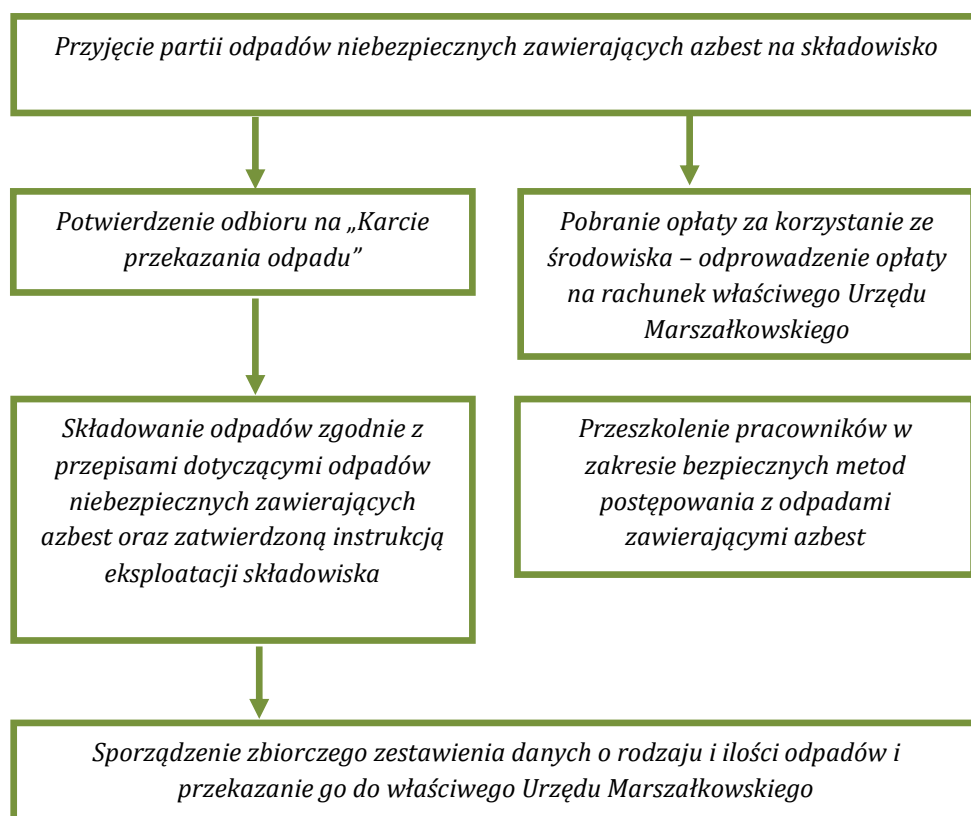 Przyjęcie partii odpadów niebezpiecznych zawierających azbest na składowisko
Potwierdzenie odbioru na „Karcie
przekazania odpadu”
Pobranie opłaty za korzystanie ze
środowiska – odprowadzenie opłaty
na rachunek właściwego Urzędu
Marszałkowskiego
Składowanie odpadów zgodnie z
przepisami dotyczącymi odpadów
niebezpiecznych zawierających
azbest oraz zatwierdzoną instrukcją
eksploatacji składowiska
Przeszkolenie pracowników w
zakresie bezpiecznych metod
postępowania z odpadami
zawierającymi azbest
Sporządzenie zbiorczego zestawienia danych o rodzaju i ilości odpadów i
przekazanie go do właściwego Urzędu Marszałkowskiego